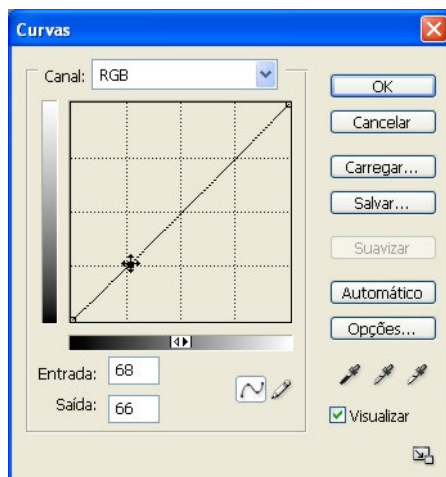 Curvas
Canal: RGB
OK
Cancelar
Carregar...
Salvar...
Suavizar
Automático
Opções...
Entrada: 68
Saída: 66
Visualizar